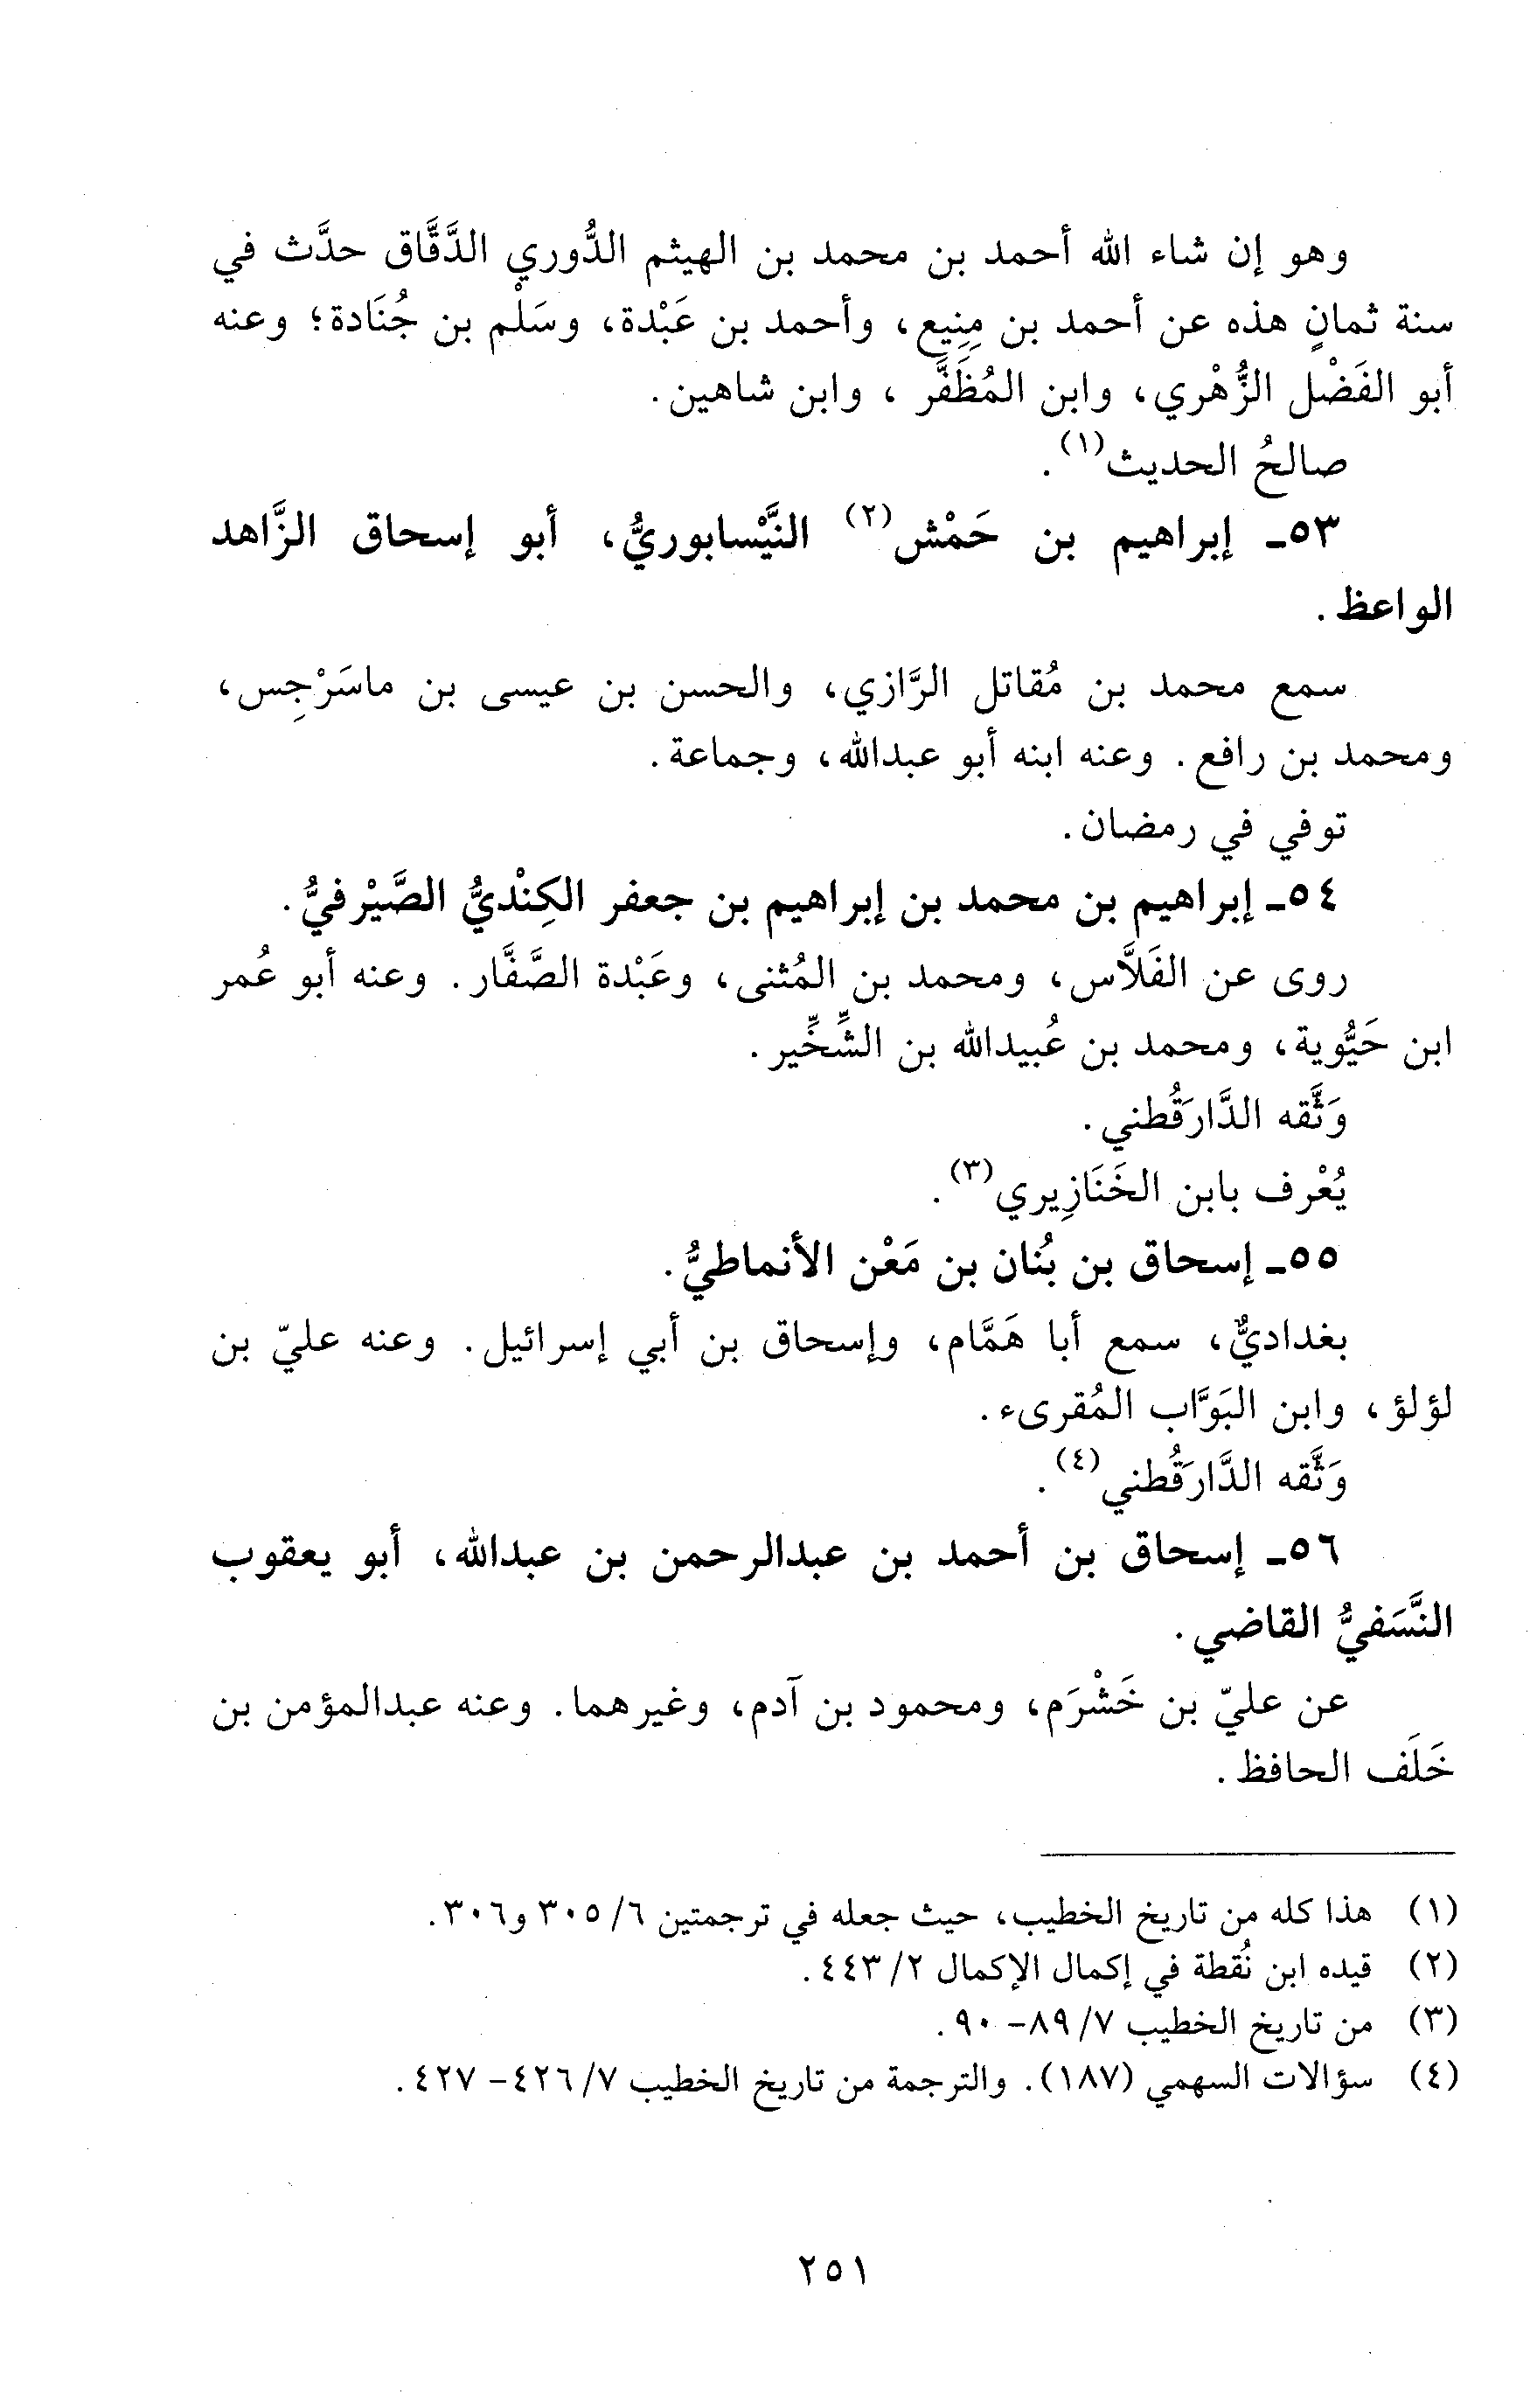 وهو إن شاء الله أحمد بن محمد بن الهيثم الدُّوري الدَّقَّاق حدَّث في
سنة ثمانٍ هذه عن أحمد بن مِنِيع، وأحمد بن عَبْدة، وسَلْم بن جُنَادة؛ وعنه
أبو الفَضْل الزُّهْري، وابن المُظَفَّر، وابن شاهين.
صالحُ الحديث(١).
٥٣ـ إبراهيم بن حَمْش(٢) النَّيْسابوريُّ، أبو إسحاق الزَّاهد
الواعظ.
سمع محمد بن مُقاتل الرَّازي، والحسن بن عيسى بن ماسَرْجِس،
ومحمد بن رافع. وعنه ابنه أبو عبدالله، وجماعة.
توفي في رمضان.
٥٤ـ إبراهيم بن محمد بن إبراهيم بن جعفر الكِنْديُّ الصَّيْرفيُّ.
روى عن الفَلاَّس، ومحمد بن المُثنى، وعَبْدة الصَّفَّار. وعنه أبو عُمر
ابن حَيُّوية، ومحمد بن عُبيدالله بن الشِّخِّير.
وَثَّقه الدَّارَقُطني.
يُعْرف بابن الخَنَازِيري(٣).
٥٥ـ إسحاق بن بُنان بن مَعْن الأنماطيُّ.
بغداديٌّ، سمع أبا هَمَّام، وإسحاق بن أبي إسرائيل. وعنه عليّ بن
لؤلؤ، وابن البَوَّاب المُقرىء.
وَثَّقه الدَّارَقُطني(٤).
٥٦ـ إسحاق بن أحمد بن عبدالرحمن بن عبدالله، أبو يعقوب
النَّسَفيُّ القاضي.
عن عليّ بن خَشْرَم، ومحمود بن آدم، وغيرهما. وعنه عبدالمؤمن بن
خَلَف الحافظ.
(١) هذا كله من تاريخ الخطيب، حيث جعله في ترجمتين ٦/ ٣٠٥ و٣٠٦.
(٢) قيده ابن نُقطة في إكمال الإكمال ٢/ ٤٤٣.
(٣) من تاريخ الخطيب ٧/ ٨٩- ٩٠.
(٤) سؤالات السهمي (١٨٧). والترجمة من تاريخ الخطيب ٧/ ٤٢٦- ٤٢٧.
٢٥١